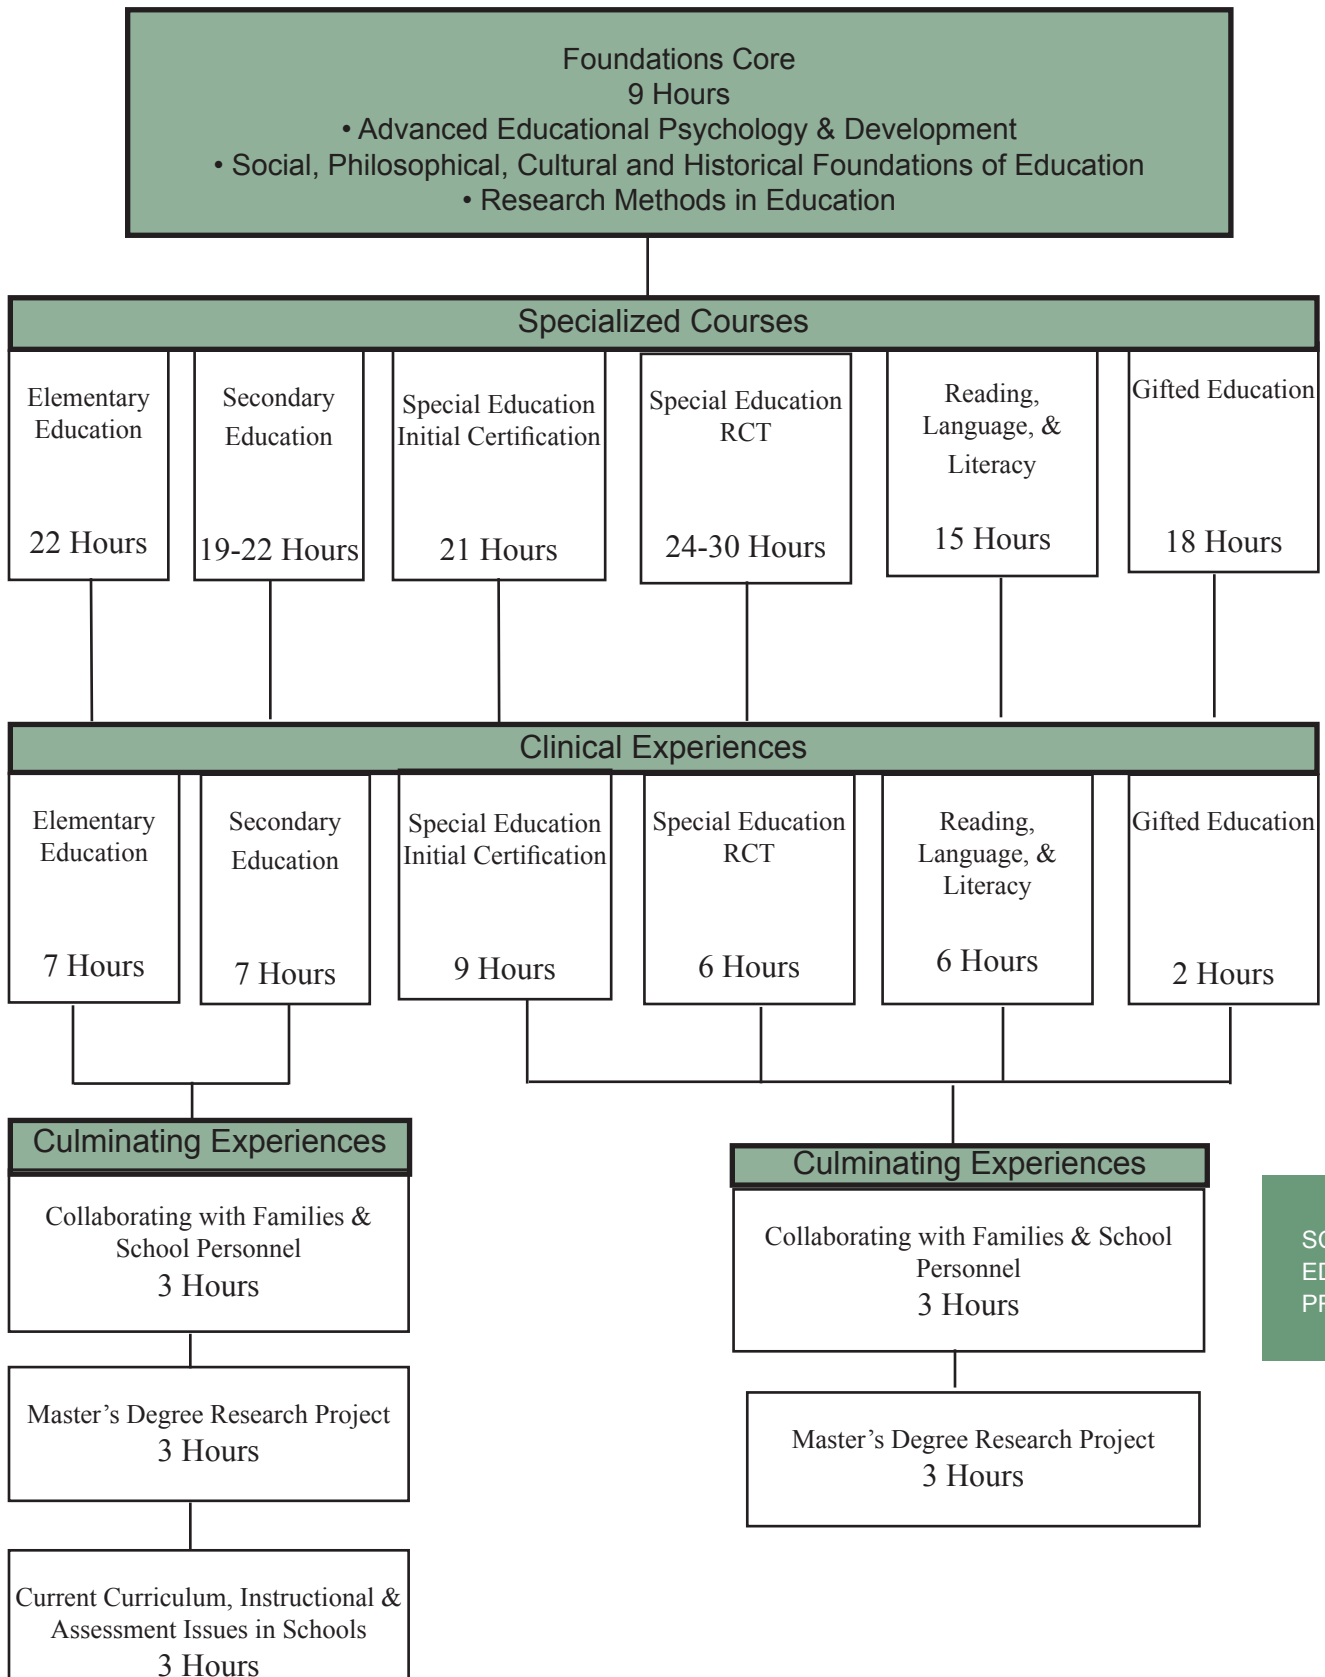 Foundations Core
9 Hours
• Advanced Educational Psychology & Development
• Social, Philosophical, Cultural and Historical Foundations of Education
• Research Methods in Education
Specialized Courses
Elementary
Education
22 Hours
Secondary
Education
19-22 Hours
Special Education
Initial Certification
21 Hours
Special Education
RCT
24-30 Hours
Reading,
Language, &
Literacy
15 Hours
Gifted Education
18 Hours
Clinical Experiences
Elementary
Education
7 Hours
Secondary
Education
7 Hours
Special Education
Initial Certification
9 Hours
Special Education
RCT
6 Hours
Reading,
Language, &
Literacy
6 Hours
Gifted Education
2 Hours
Culminating Experiences
Collaborating with Families &
School Personnel
3 Hours
Master’s Degree Research Project
3 Hours
Current Curriculum, Instructional &
Assessment Issues in Schools
3 Hours
Culminating Experiences
Collaborating with Families & School
Personnel
3 Hours
Master’s Degree Research Project
3 Hours